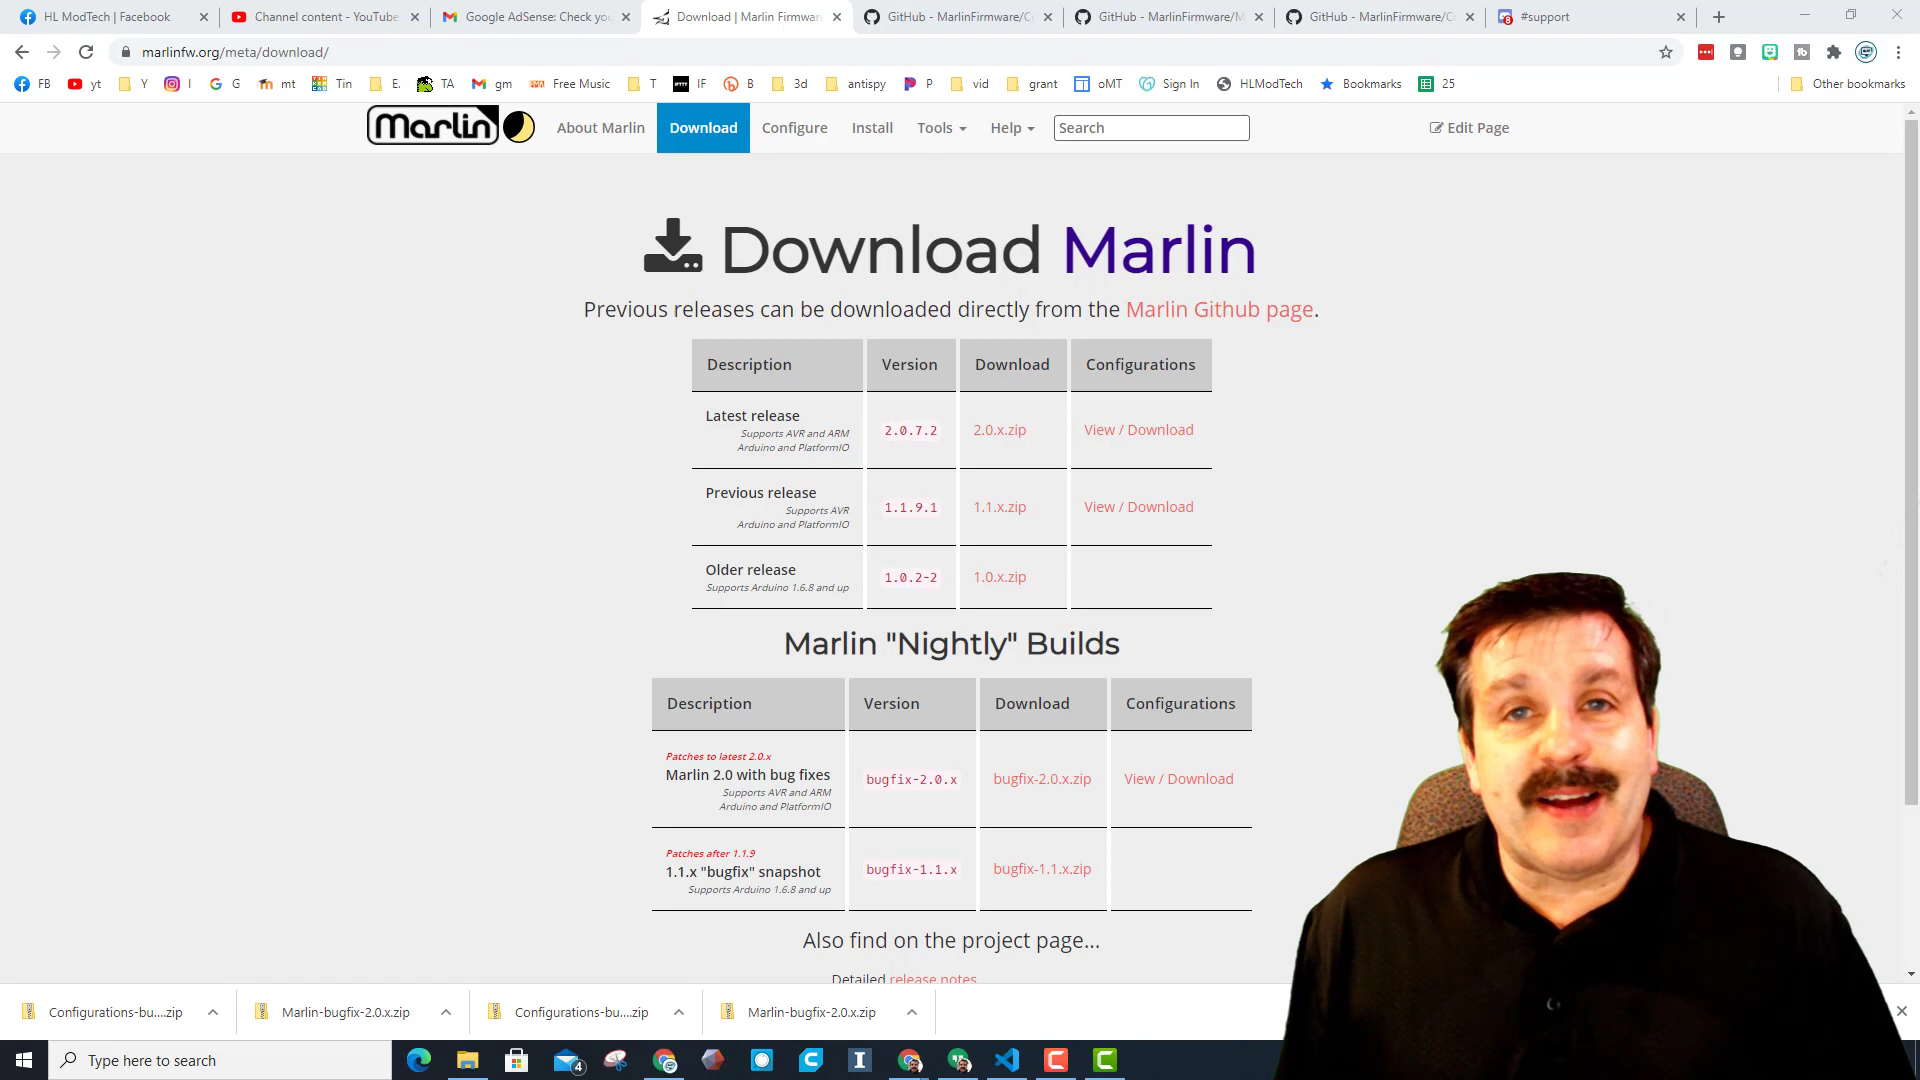 HL ModTech | Facebook
Channel content - YouTube
Google AdSense: Check you
Download | Marlin Firmwar
GitHub - MarlinFirmware/C
GitHub - MarlinFirmware/M
GitHub - MarlinFirmware/C
#support
marlinfw.org/meta/download/
FB yt Y I G mt Tin E. TA gm Free Music T IF B 3d antispy P vid grant oMT Sign In HLModTech Bookmarks 25 Other bookmarks
Marlin About Marlin Download Configure Install Tools Help Search Edit Page
Download Marlin
Previous releases can be downloaded directly from the Marlin Github page.
Description Version Download Configurations
Latest release
Supports AVR and ARM
Arduino and PlatformIO
2.0.7.2 2.0.x.zip View / Download
Previous release
Supports AVR
Arduino and PlatformIO
1.1.9.1 1.1.x.zip View / Download
Older release
Supports Arduino 1.6.8 and up
1.0.2-2 1.0.x.zip
Marlin "Nightly" Builds
Description Version Download Configurations
Patches to latest 2.0.x
Marlin 2.0 with bug fixes
Supports AVR and ARM
Arduino and PlatformIO
bugfix-2.0.x bugfix-2.0.x.zip View / Download
Patches after 1.1.9
1.1.x "bugfix" snapshot
Supports Arduino 1.6.8 and up
bugfix-1.1.x bugfix-1.1.x.zip
Also find on the project page...
Detailed release notes
Configurations-bu....zip
Marlin-bugfix-2.0.x.zip
Configurations-bu....zip
Marlin-bugfix-2.0.x.zip
Type here to search
4